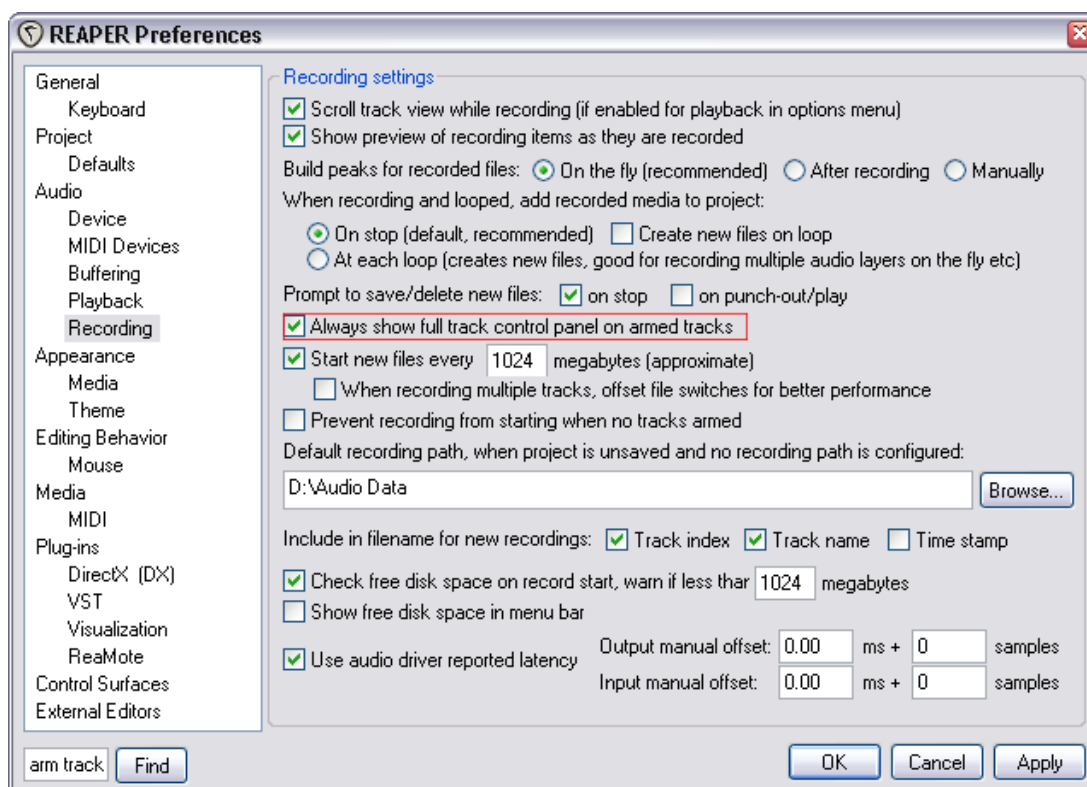 REAPER Preferences
General
Keyboard
Project
Defaults
Audio
Device
MIDI Devices
Buffering
Playback
Recording
Appearance
Media
Theme
Editing Behavior
Mouse
Media
MIDI
Plug-ins
DirectX (DX)
VST
Visualization
ReaMote
Control Surfaces
External Editors
Recording settings
Scroll track view while recording (if enabled for playback in options menu)
Show preview of recording items as they are recorded
Build peaks for recorded files: On the fly (recommended) After recording Manually
When recording and looped, add recorded media to project:
On stop (default, recommended) Create new files on loop
At each loop (creates new files, good for recording multiple audio layers on the fly etc)
Prompt to save/delete new files: on stop on punch-out/play
Always show full track control panel on armed tracks
Start new files every 1024 megabytes (approximate)
When recording multiple tracks, offset file switches for better performance
Prevent recording from starting when no tracks armed
Default recording path, when project is unsaved and no recording path is configured:
D:\Audio Data Browse...
Include in filename for new recordings: Track index Track name Time stamp
Check free disk space on record start, warn if less thar 1024 megabytes
Show free disk space in menu bar
Use audio driver reported latency
Output manual offset: 0.00 ms + 0 samples
Input manual offset: 0.00 ms + 0 samples
arm track Find OK Cancel Apply